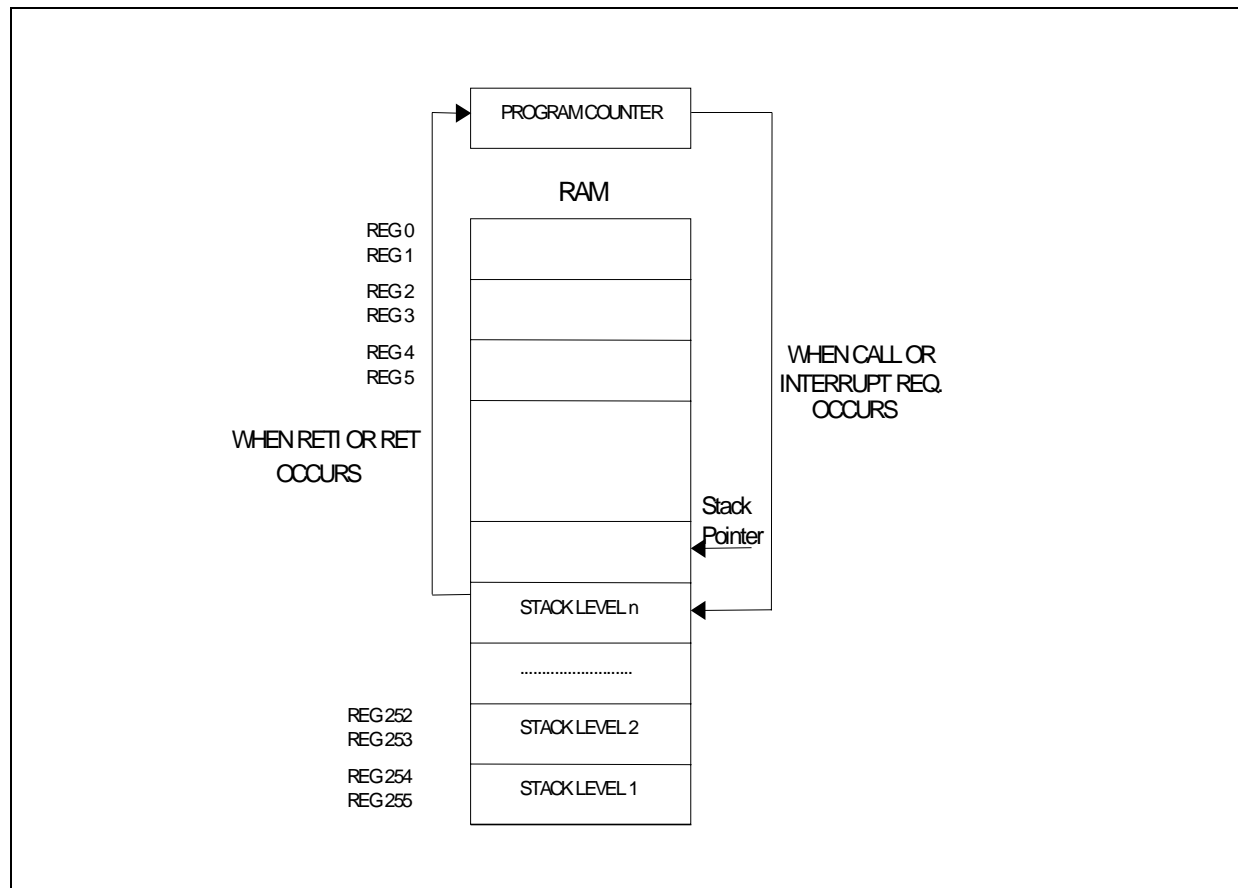 PROGRAM COUNTER
RAM
REG 0
REG 1
REG 2
REG 3
REG 4
REG 5
WHEN CALL OR
INTERRUPT REQ.
OCCURS
WHEN RETI OR RET
OCCURS
Stack
Pointer
STACK LEVEL n
..........................
REG 252
REG 253
STACK LEVEL 2
REG 254
REG 255
STACK LEVEL 1